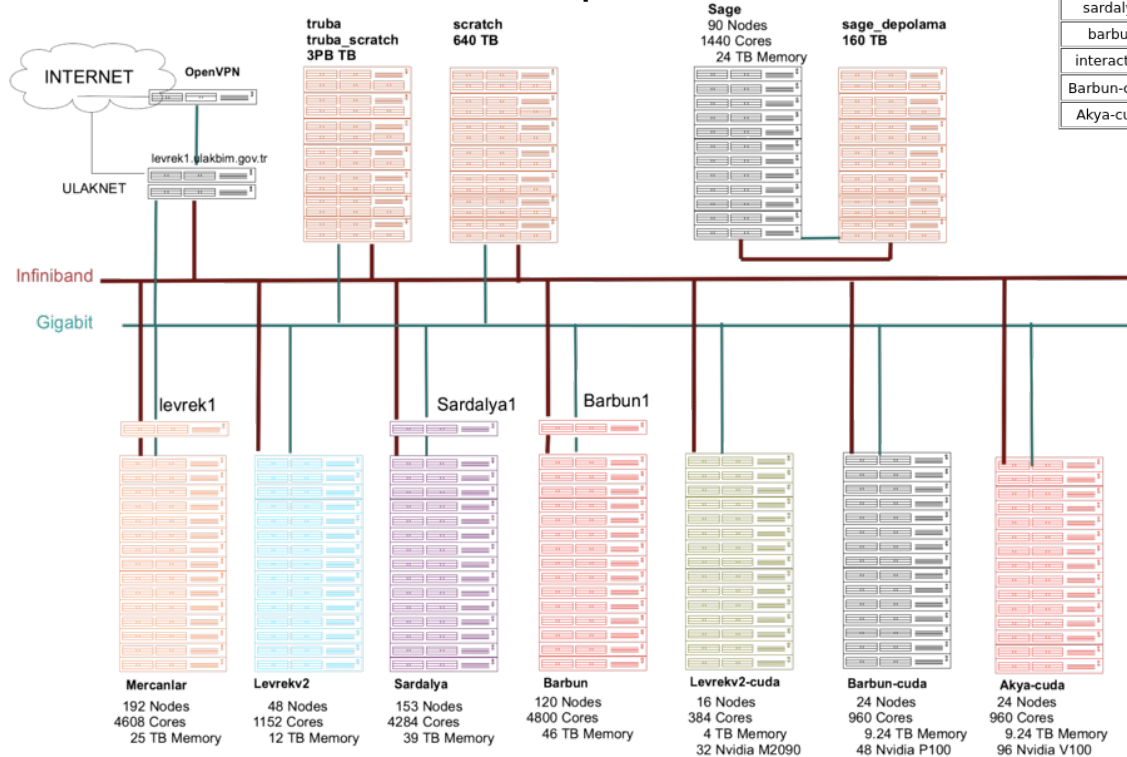 Sage
90 Nodes
1440 Cores
24 TB Memory
truba
truba_scratch
3PB TB
scratch
640 TB
sage_depolama
160 TB
INTERNET
OpenVPN
levrek1.ulakbim.gov.tr
ULAKNET
Infiniband
Gigabit
levrek1
Sardalya1
Barbun1
Mercanlar
192 Nodes
4608 Cores
25 TB Memory
Levrekv2
48 Nodes
1152 Cores
12 TB Memory
Sardalya
153 Nodes
4284 Cores
39 TB Memory
Barbun
120 Nodes
4800 Cores
46 TB Memory
Levrekv2-cuda
16 Nodes
384 Cores
4 TB Memory
32 Nvidia M2090
Barbun-cuda
24 Nodes
960 Cores
9.24 TB Memory
48 Nvidia P100
Akya-cuda
24 Nodes
960 Cores
9.24 TB Memory
96 Nvidia V100